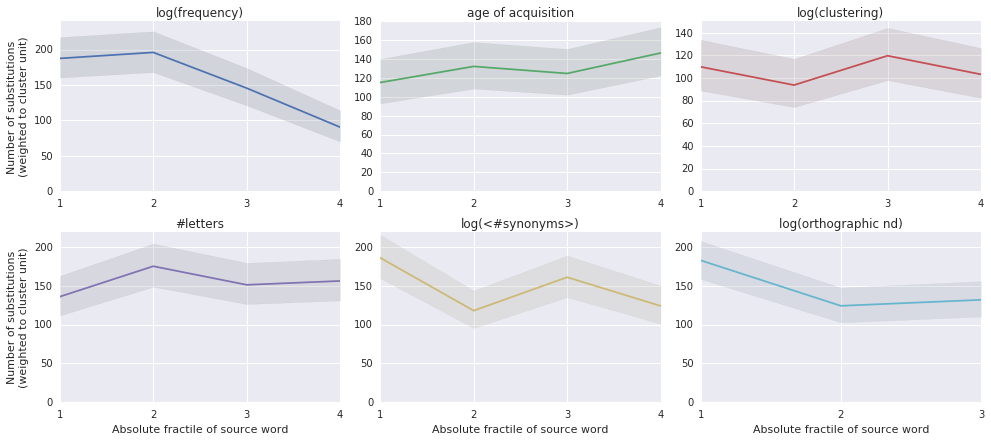 log(frequency)
Number of substitutions
(weighted to cluster unit)
200
150
100
50
0
1 2 3 4
age of acquisition
180
160
140
120
100
80
60
40
20
0
1 2 3 4
log(clustering)
140
120
100
80
60
40
20
0
1 2 3 4
#letters
Number of substitutions
(weighted to cluster unit)
200
150
100
50
0
1 2 3 4
Absolute fractile of source word
log(<#synonyms>)
200
150
100
50
0
1 2 3 4
Absolute fractile of source word
log(orthographic nd)
200
150
100
50
0
1 2 3
Absolute fractile of source word